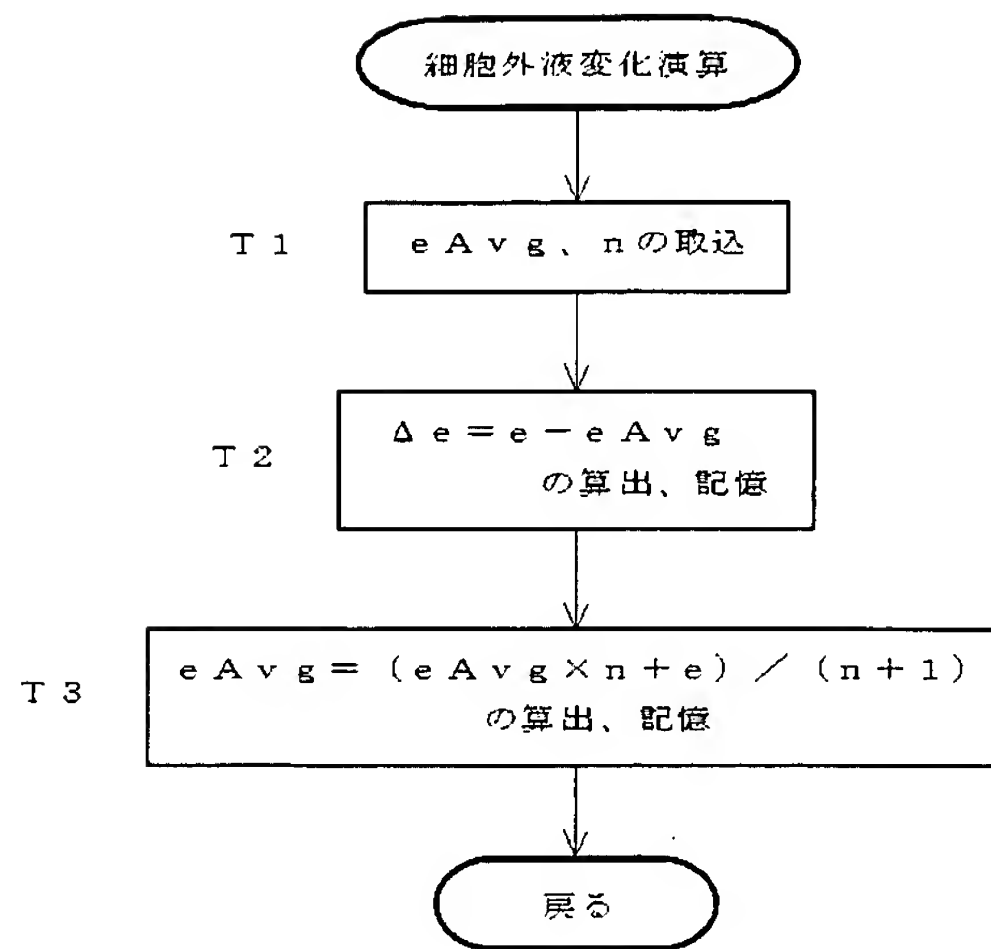 細胞外液変化演算
T1
eAvg、nの取込
T2
Δe=e-eAvg
の算出、記憶
T3
eAvg=(eAvg×n+e)/(n+1)
の算出、記憶
戻る